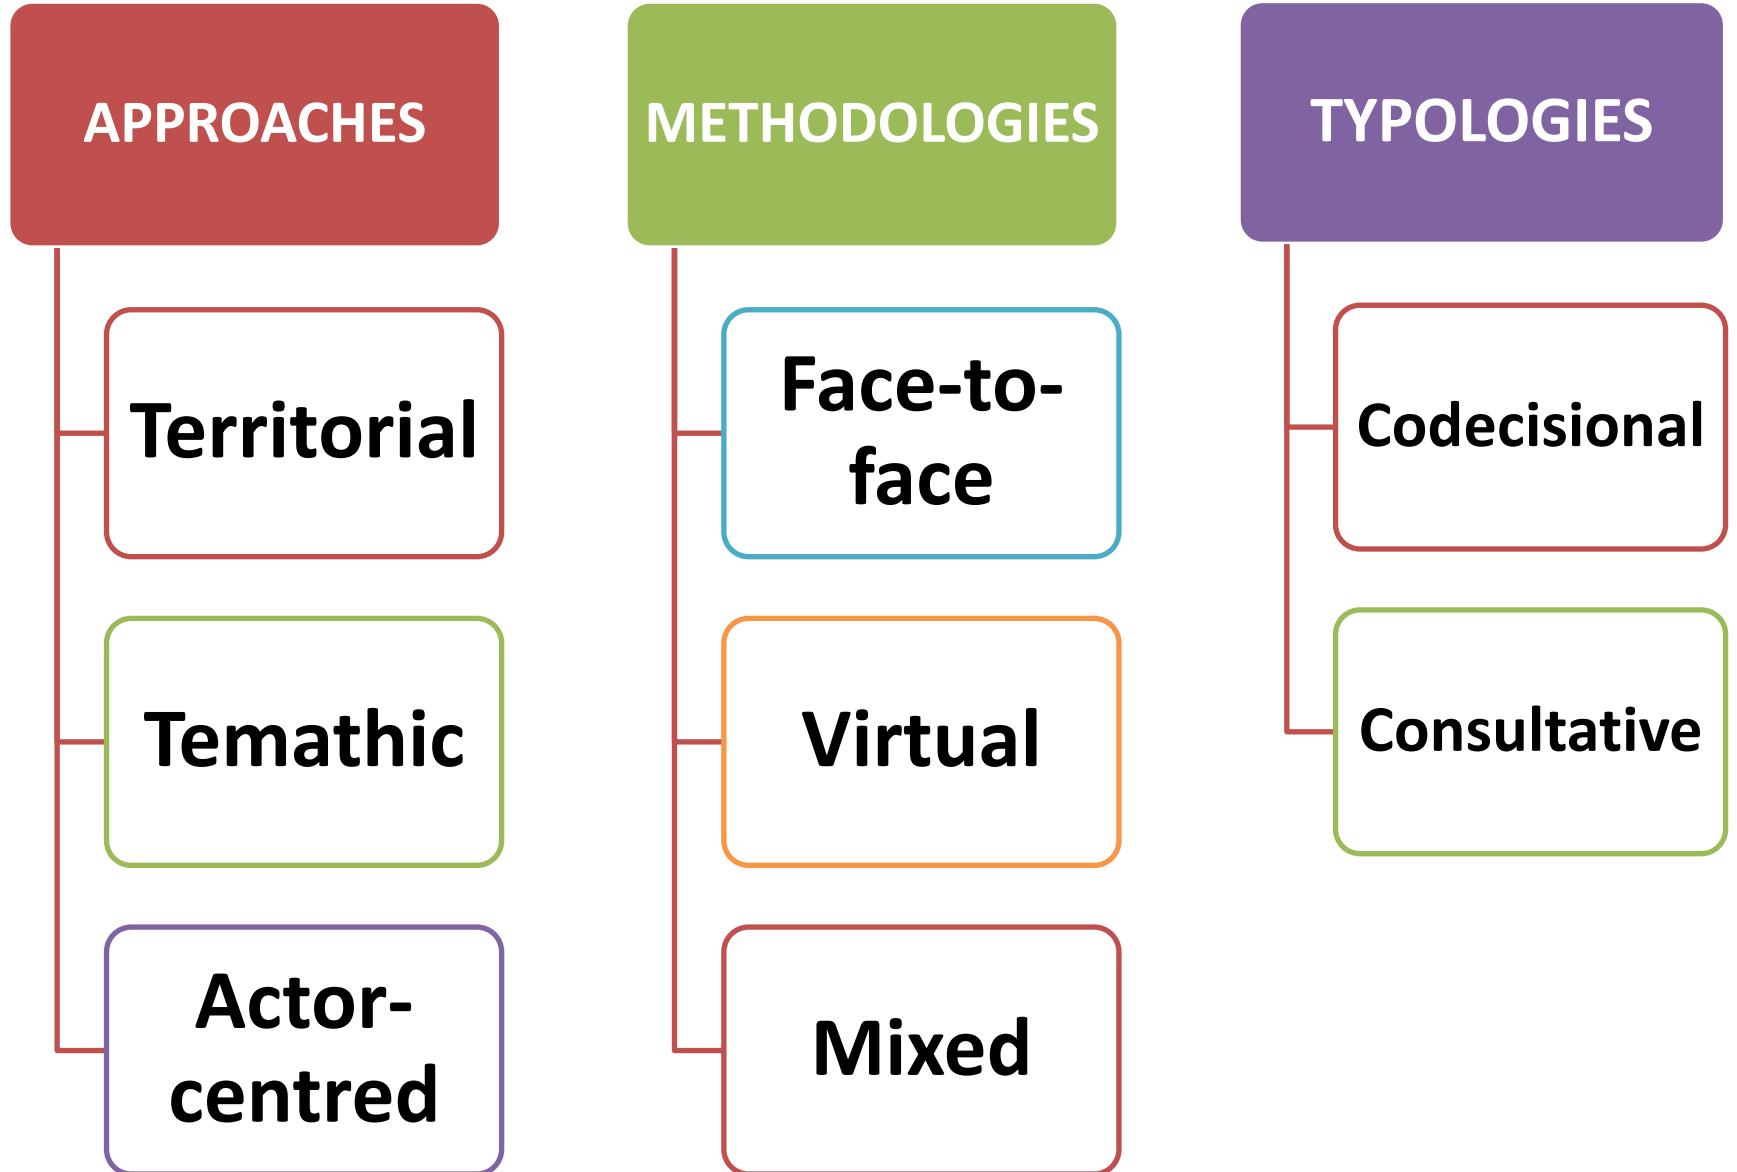 APPROACHES
Territorial
Temathic
Actor-
centred
METHODOLOGIES
Face-to-
face
Virtual
Mixed
TYPOLOGIES
Codecisional
Consultative